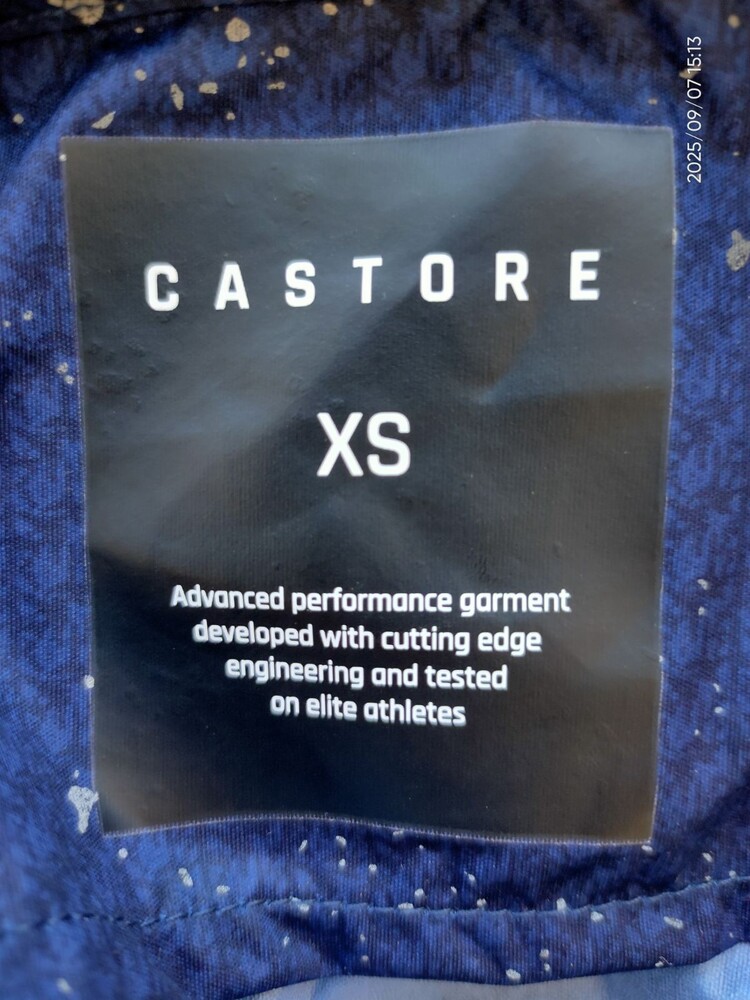 2025/09/07 15:13
CASTORE
XS
Advanced performance garment
developed with cutting edge
engineering and tested
on elite athletes